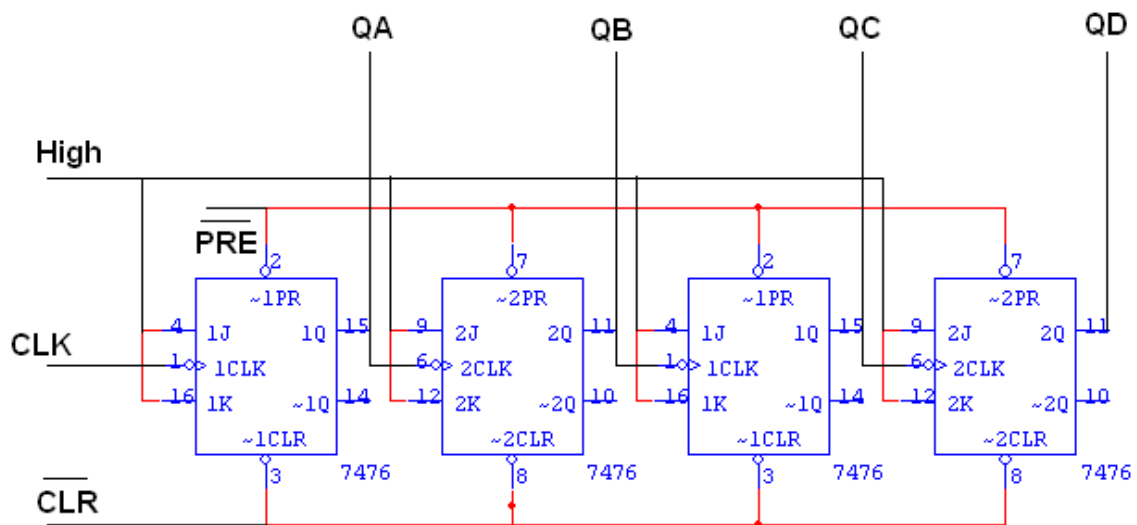 QA QB QC QD
High
PRE
2 7 2 7
~1PR ~2PR ~1PR ~2PR
4 1J 1Q 15 9 2J 2Q 11 4 1J 1Q 15 9 2J 2Q 11
CLK 1 1CLK 6 2CLK 1 1CLK 6 2CLK
16 1K ~1Q 14 12 2K ~2Q 10 16 1K ~1Q 14 12 2K ~2Q 10
~1CLR ~2CLR ~1CLR ~2CLR
3 7476 8 7476 3 7476 8 7476
CLR